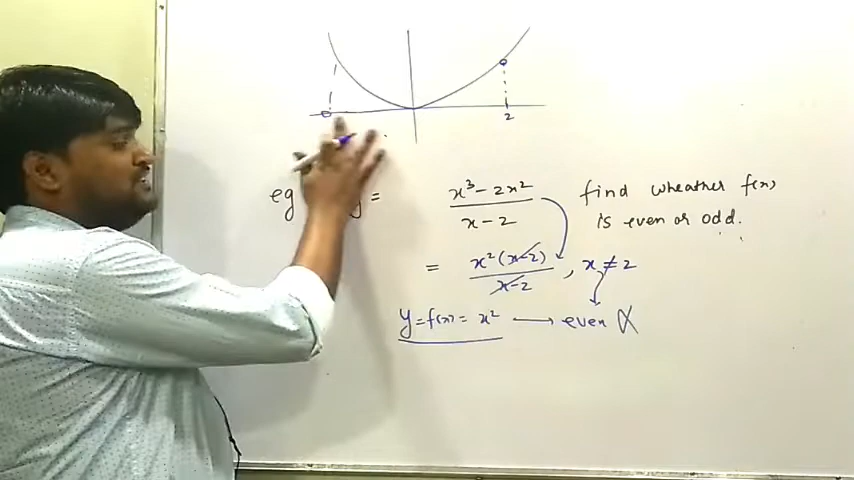 2
eg y = x³ - 2x² / x - 2 find wheather f(x)
is even or odd.
= x²(x-2) / x-2 , x ≠ 2
y = f(x) = x² → even X